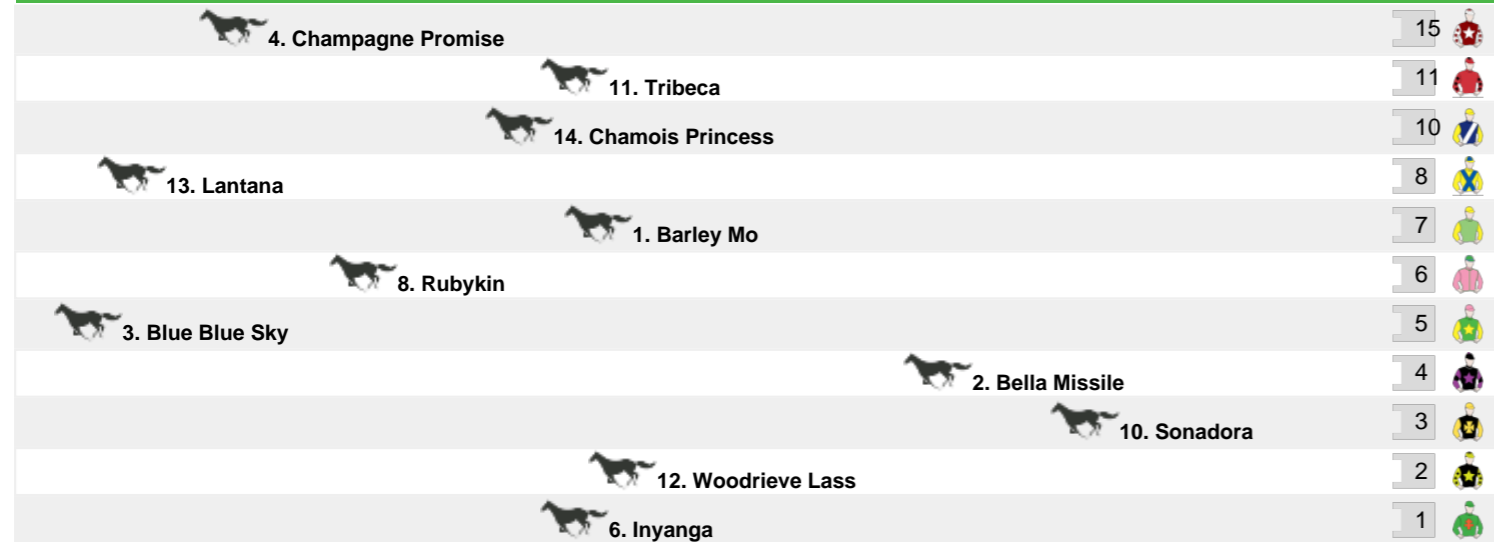 4. Champagne Promise 15
11. Tribeca 11
14. Chamois Princess 10
13. Lantana 8
1. Barley Mo 7
8. Rubykin 6
3. Blue Blue Sky 5
2. Bella Missile 4
10. Sonadora 3
12. Woodrieve Lass 2
6. Inyanga 1